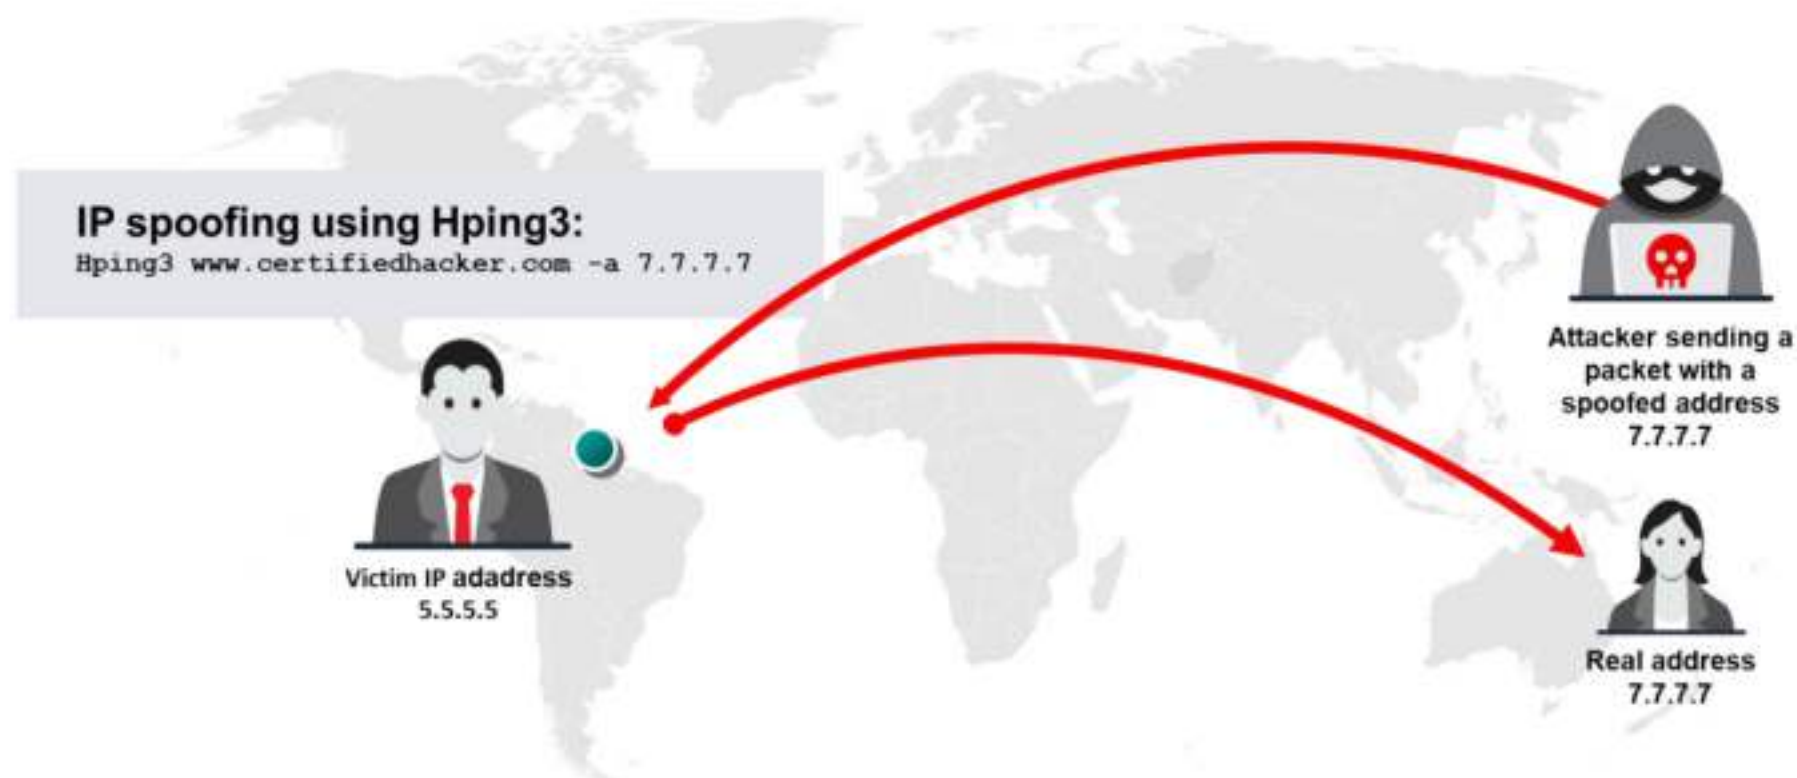 IP spoofing using Hping3:
Hping3 www.certifiedhacker.com -a 7.7.7.7
Attacker sending a
packet with a
spoofed address
7.7.7.7
Victim IP adadress
5.5.5.5
Real address
7.7.7.7